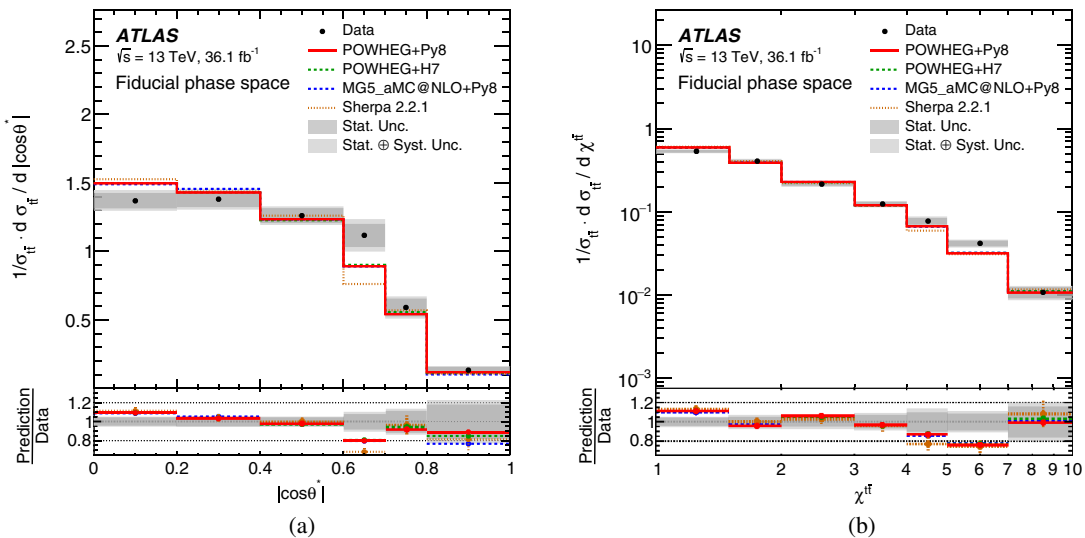 ATLAS
√s = 13 TeV, 36.1 fb⁻¹
Fiducial phase space
Data
POWHEG+Py8
POWHEG+H7
MG5_aMC@NLO+Py8
Sherpa 2.2.1
Stat. Unc.
Stat. ⊕ Syst. Unc.
1/σ_tt̄ · d σ_tt̄ / d |cosθ*|
2.5
2
1.5
1
0.5
Prediction
Data
1.2
1
0.8
0 0.2 0.4 0.6 0.8 1
|cosθ*|
(a)
ATLAS
√s = 13 TeV, 36.1 fb⁻¹
Fiducial phase space
Data
POWHEG+Py8
POWHEG+H7
MG5_aMC@NLO+Py8
Sherpa 2.2.1
Stat. Unc.
Stat. ⊕ Syst. Unc.
1/σ_tt̄ · d σ_tt̄ / d χ^tt̄
10
1
10⁻¹
10⁻²
10⁻³
Prediction
Data
1.2
1
0.8
1 2 3 4 5 6 7 8 9 10
χ^tt̄
(b)